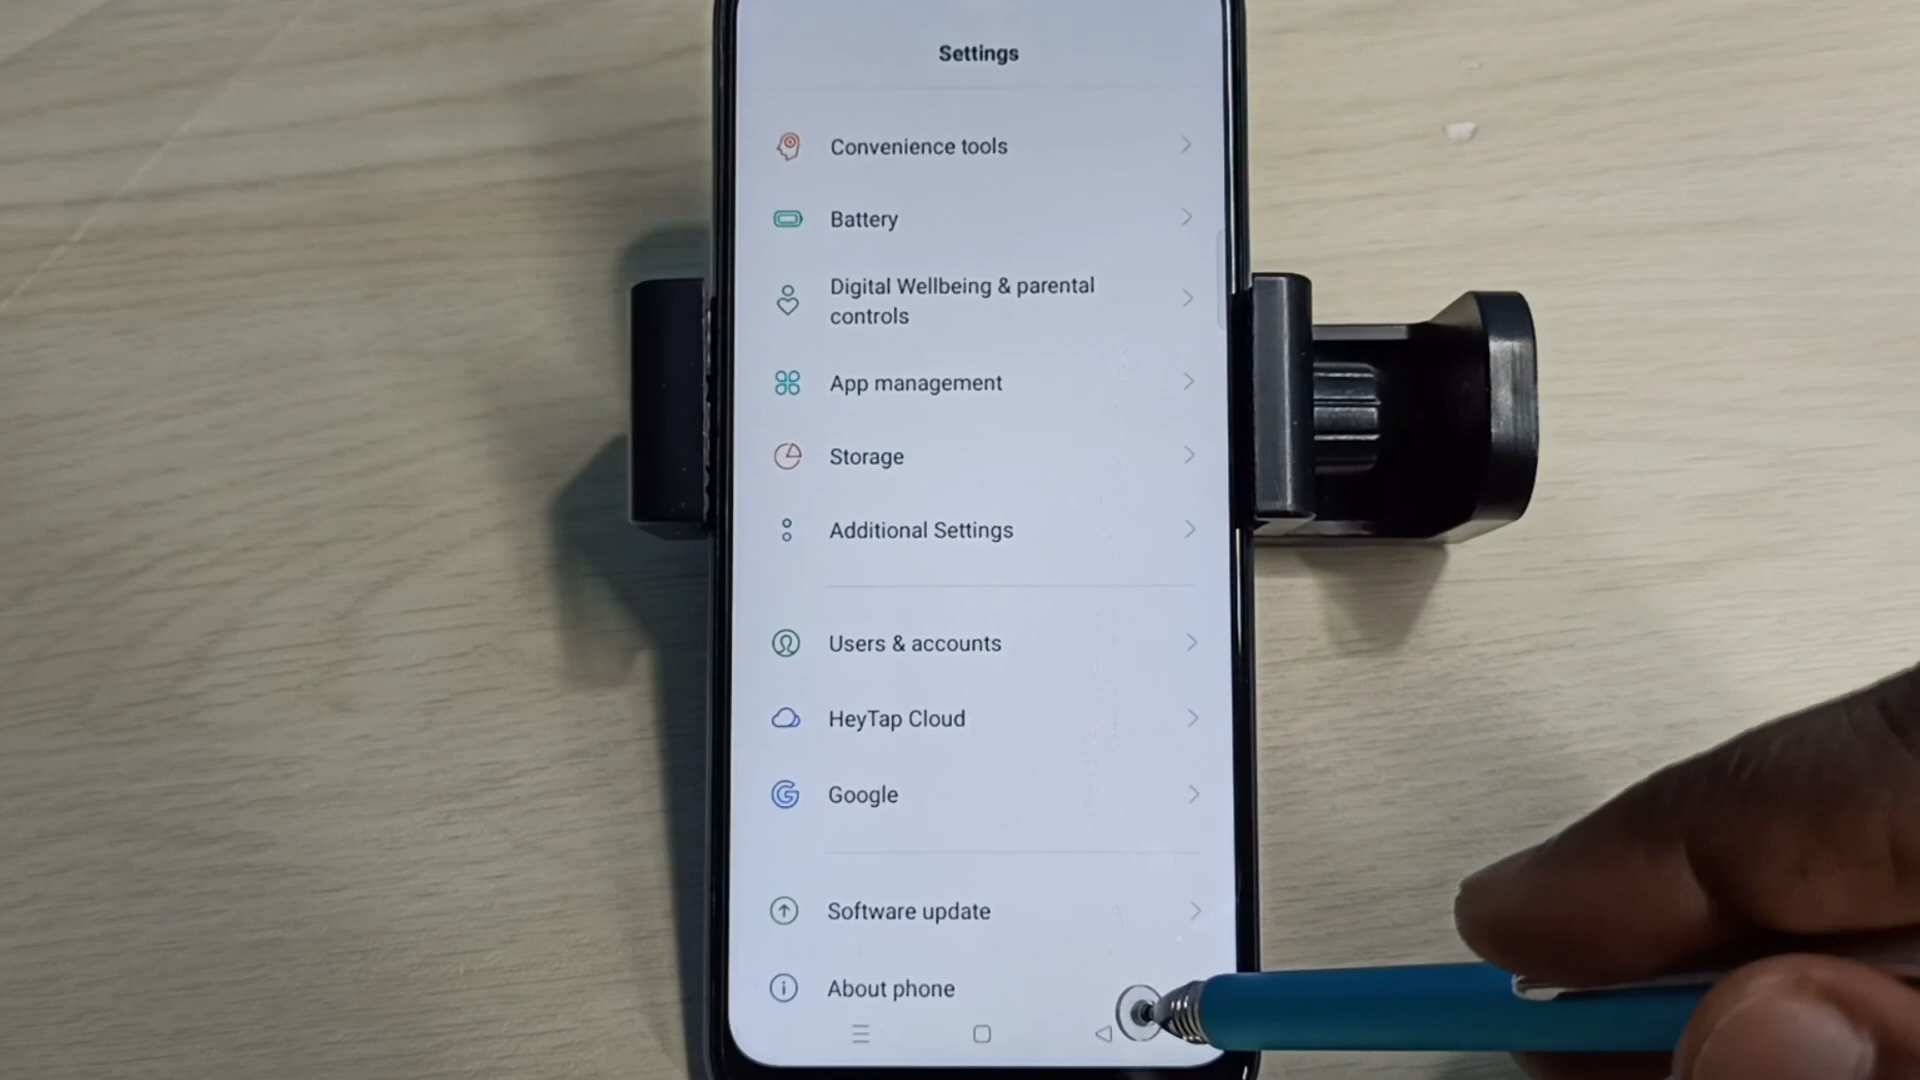 Settings
Convenience tools
Battery
Digital Wellbeing & parental
controls
App management
Storage
Additional Settings
Users & accounts
HeyTap Cloud
Google
Software update
About phone